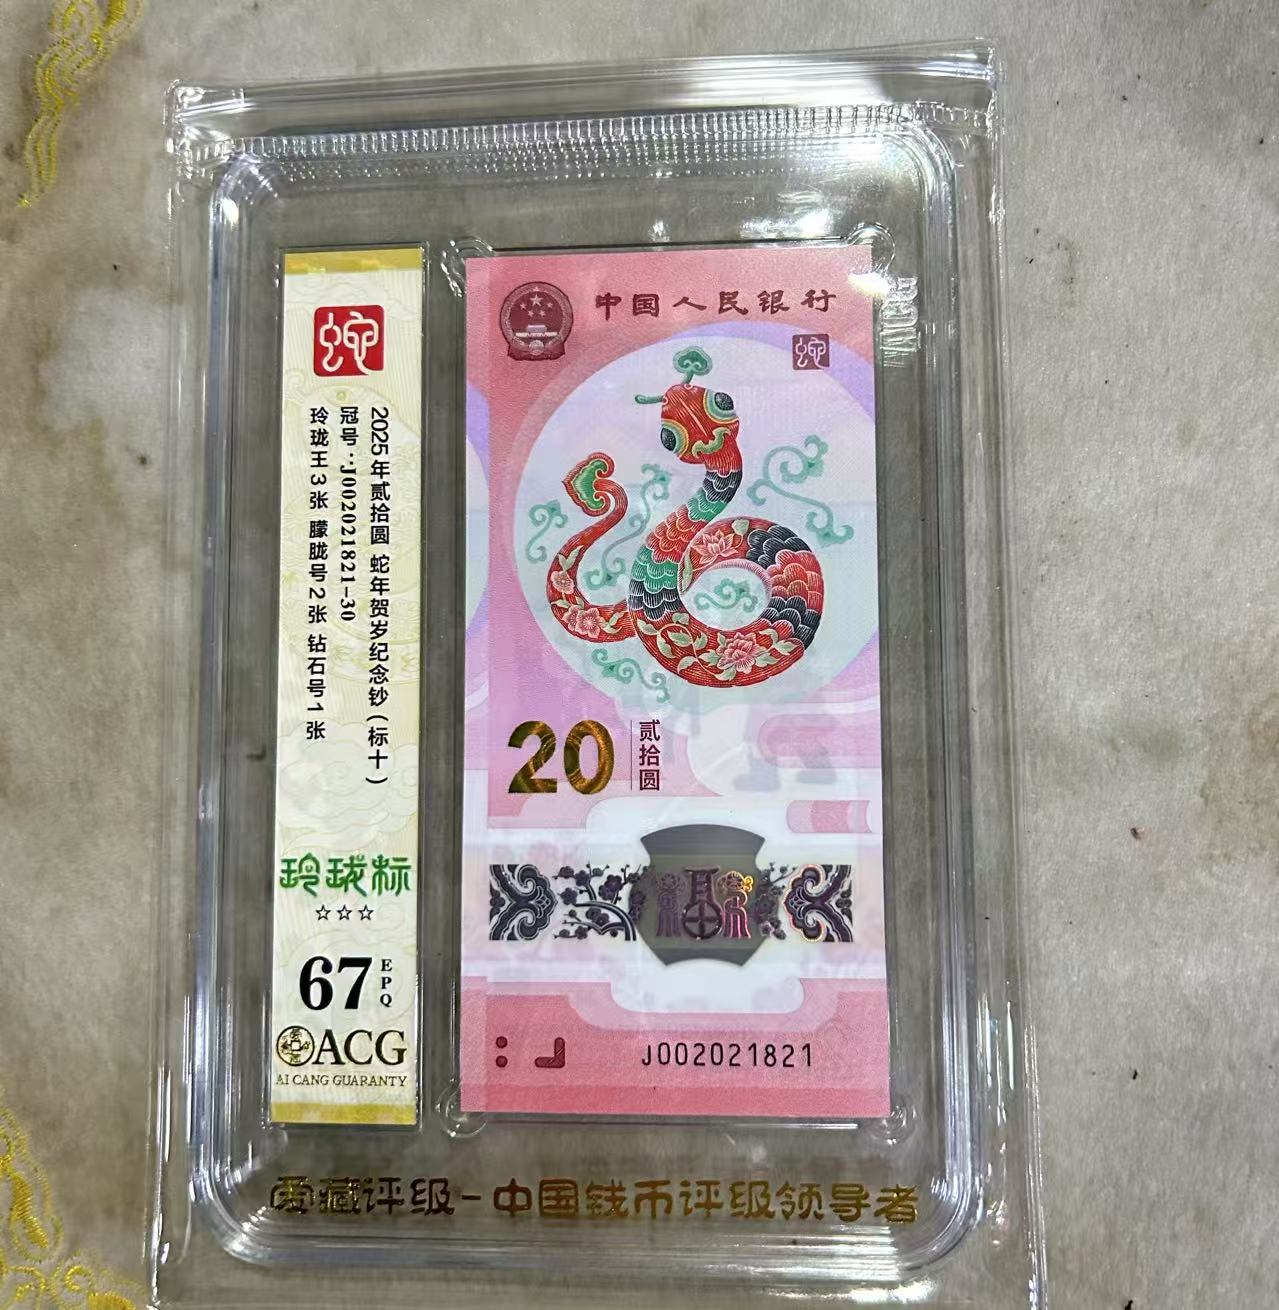 蛇
2025年贰拾圆 蛇年贺岁纪念钞(标十)
冠号:J002021821-30
玲珑王3张 朦胧号2张 钻石号1张
玲珑标
☆☆☆
67 EPQ
ACG
AI CANG GUARANTY
中国人民银行
蛇
20 贰拾圆
福
J002021821
爱藏评级-中国钱币评级领导者